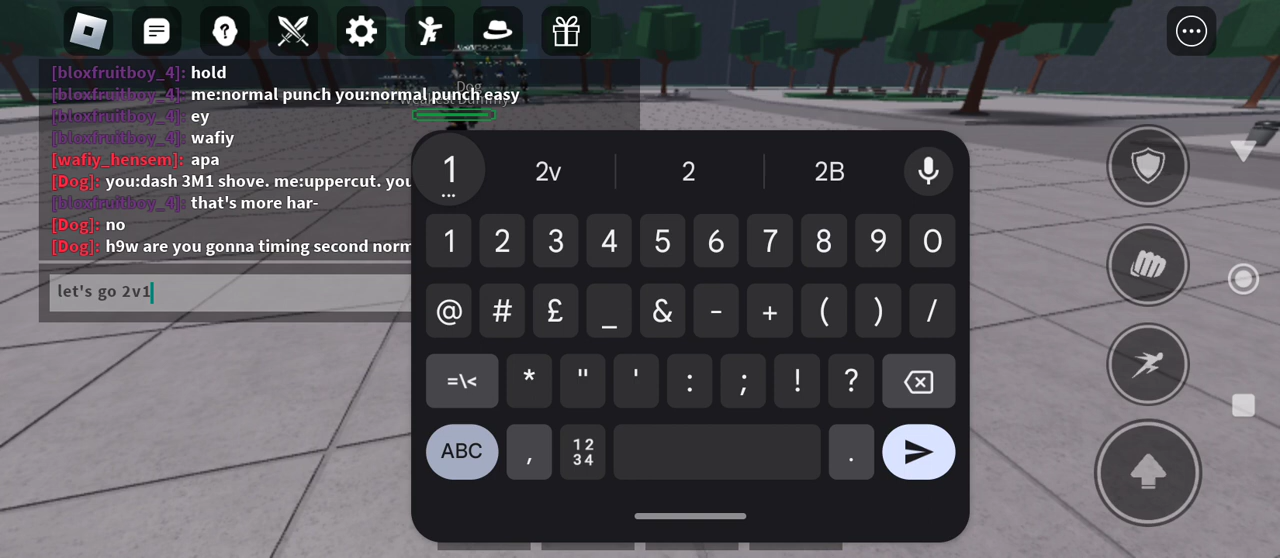 [bloxfruitboy_4]: hold
[bloxfruitboy_4]: me:normal punch you:normal punch easy
Dog
Weakest Dummy
[bloxfruitboy_4]: ey
[bloxfruitboy_4]: wafiy
[wafiy_hensem]: apa
[Dog]: you:dash 3M1 shove. me:uppercut. you
[bloxfruitboy_4]: that's more har-
[Dog]: no
[Dog]: h9w are you gonna timing second norm
let's go 2v1
1 2v 2 2B
...
1 2 3 4 5 6 7 8 9 0
@ # £ _ & - + ( ) /
=\< * " ' : ; ! ?
ABC , 12 34 .